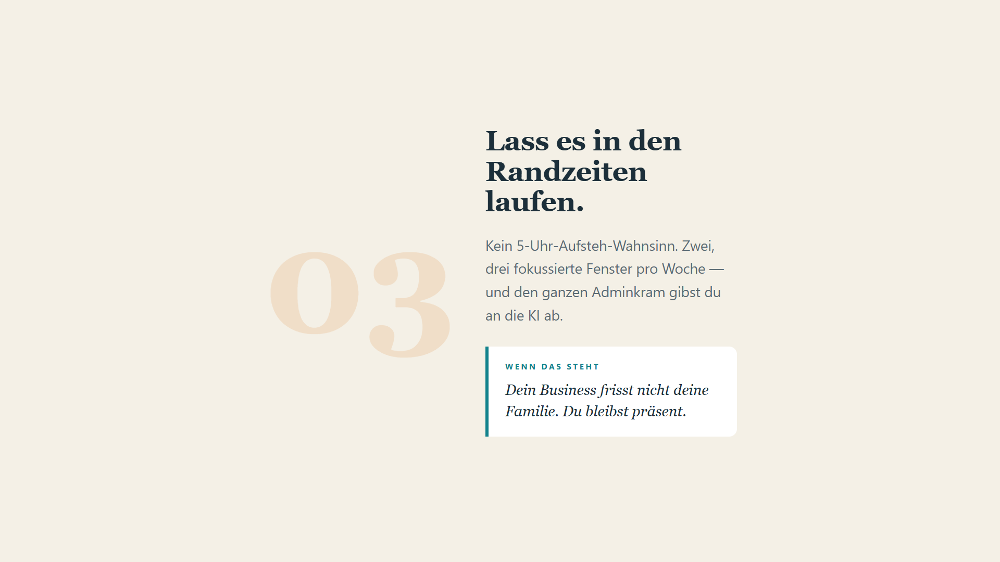 03
Lass es in den
Randzeiten
laufen.
Kein 5-Uhr-Aufsteh-Wahnsinn. Zwei,
drei fokussierte Fenster pro Woche —
und den ganzen Adminkram gibst du
an die KI ab.
WENN DAS STEHT
Dein Business frisst nicht deine
Familie. Du bleibst präsent.